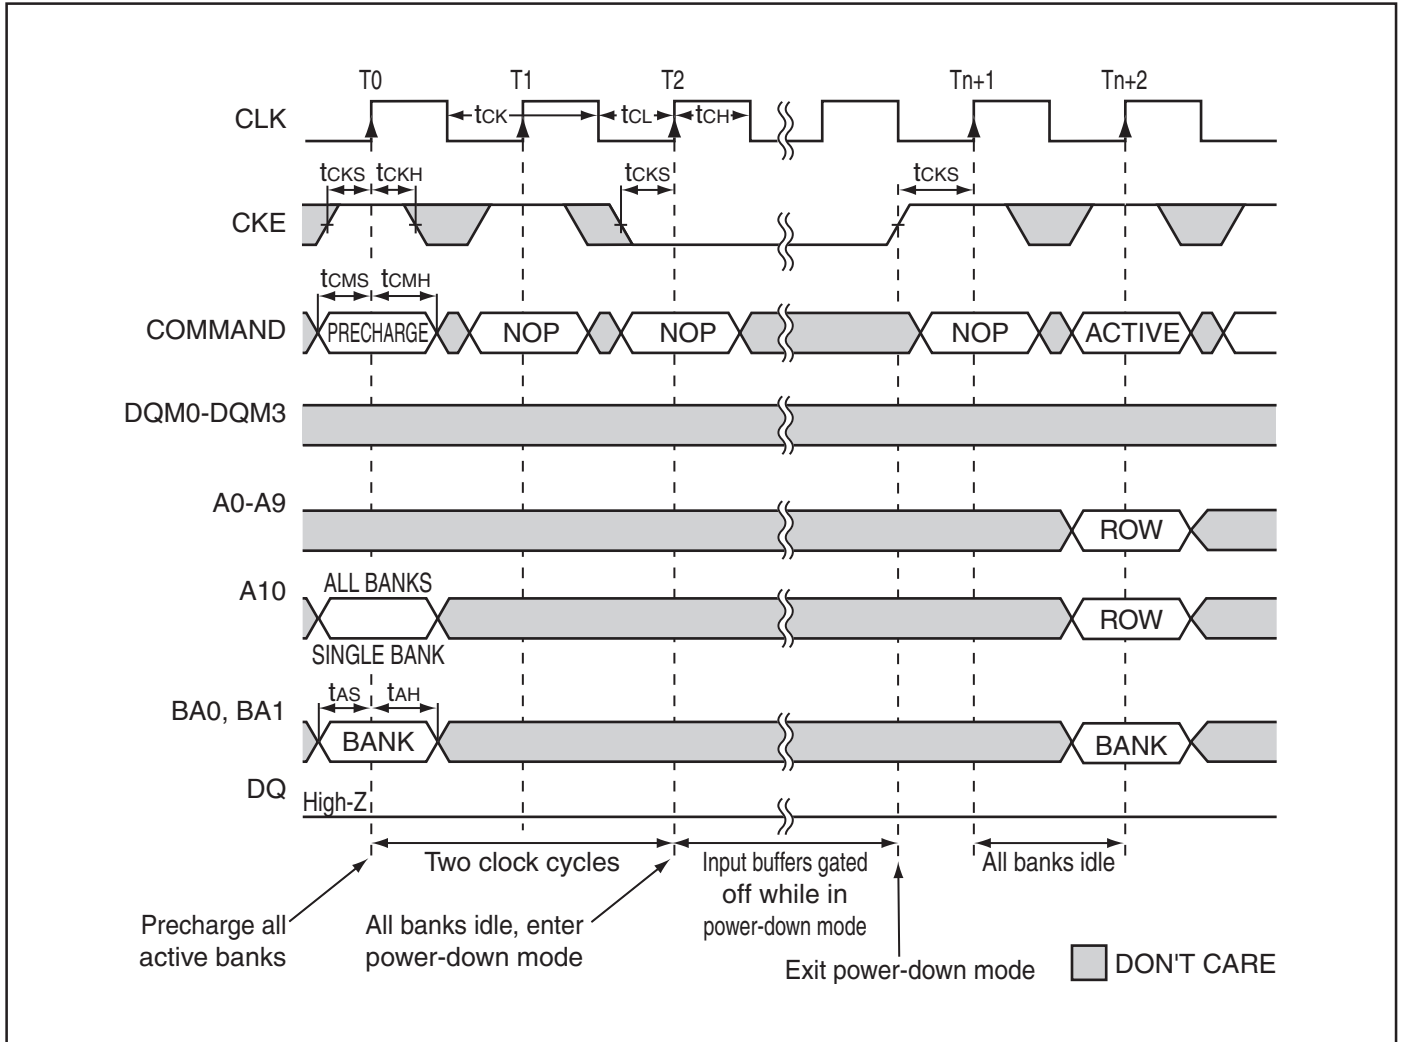 T0 T1 T2 Tn+1 Tn+2
CLK tCK tCL tCH
tCKS tCKH tCKS tCKS
CKE
tCMS tCMH
COMMAND PRECHARGE NOP NOP NOP ACTIVE
DQM0-DQM3
A0-A9 ROW
A10 ALL BANKS ROW
SINGLE BANK
tAS tAH
BA0, BA1 BANK BANK
DQ High-Z
Two clock cycles
Input buffers gated
off while in
power-down mode
All banks idle
Precharge all
active banks
All banks idle, enter
power-down mode
Exit power-down mode
DON'T CARE